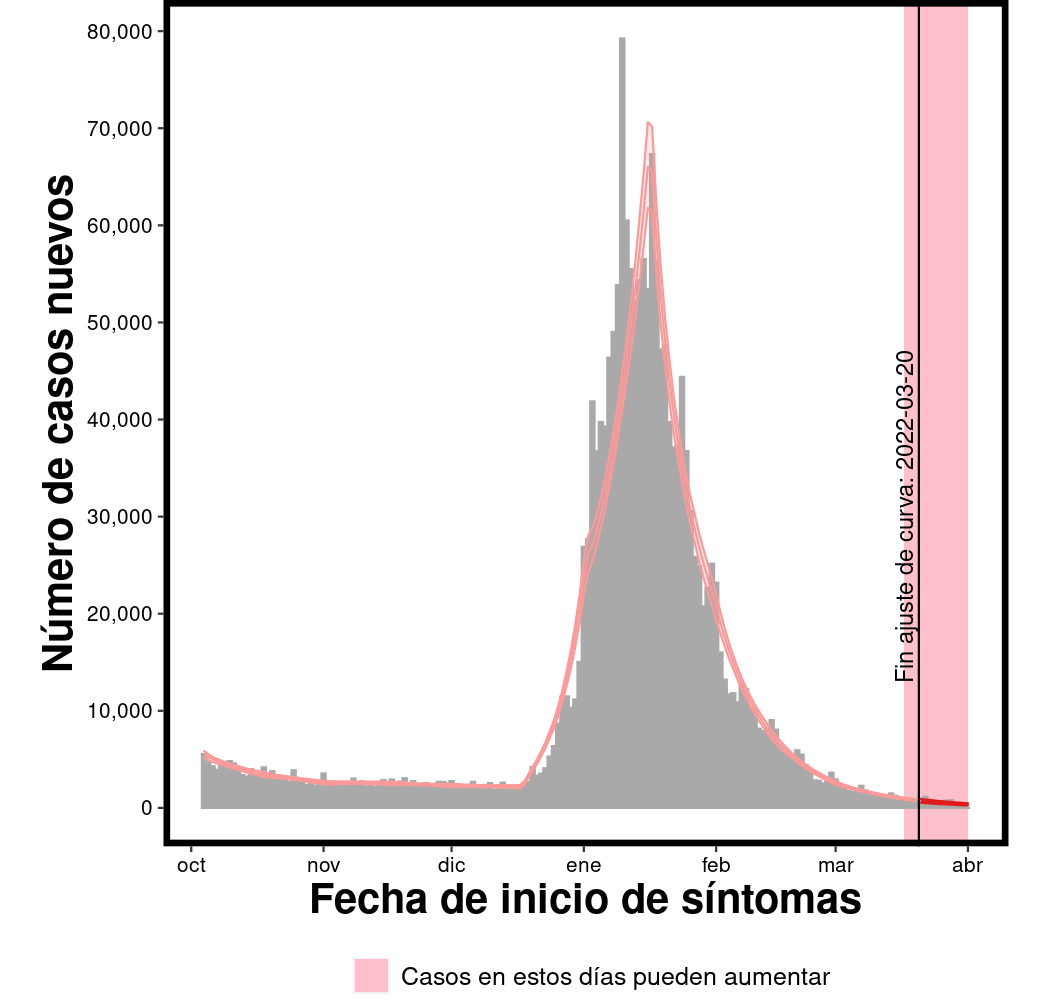 Número de casos nuevos
80,000
70,000
60,000
50,000
40,000
30,000
20,000
10,000
0
Fin ajuste de curva: 2022-03-20
oct
nov
dic
ene
feb
mar
abr
Fecha de inicio de síntomas
Casos en estos días pueden aumentar